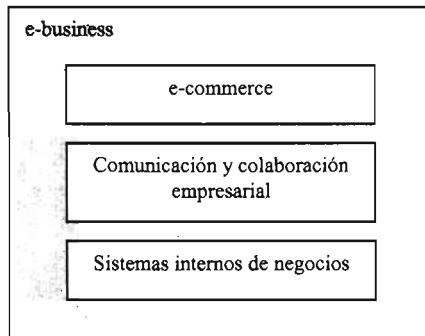 e-business
e-commerce
Comunicación y colaboración
empresarial
Sistemas internos de negocios